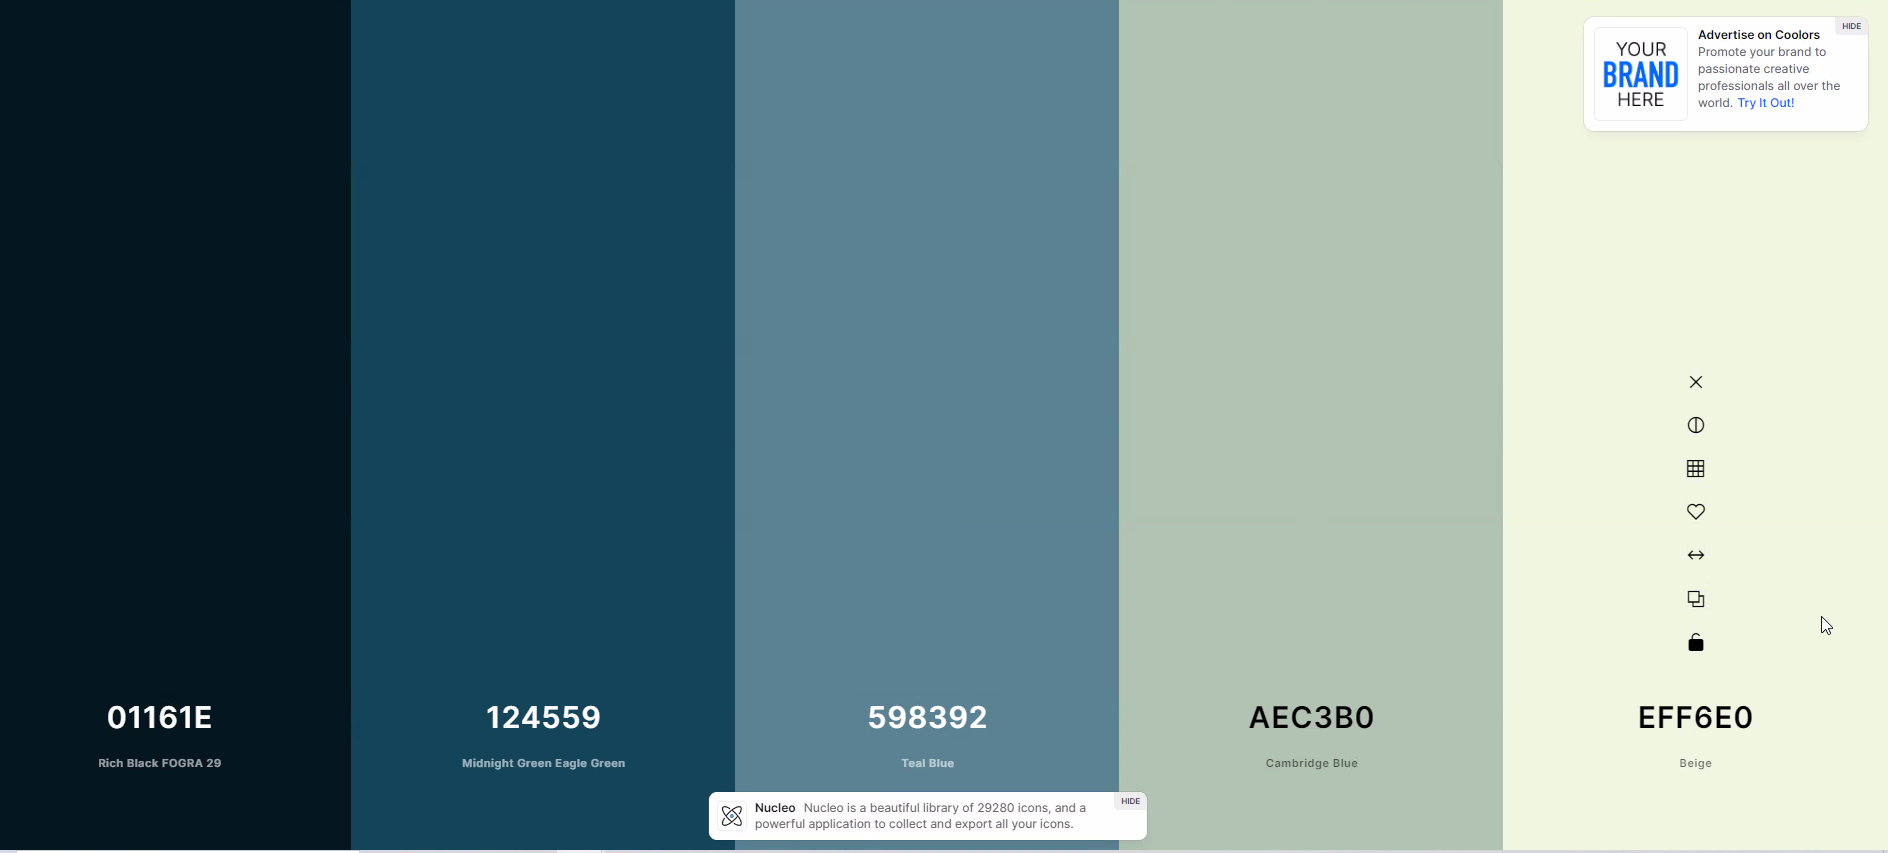 HIDE
YOUR
BRAND
HERE
Advertise on Coolors
Promote your brand to
passionate creative
professionals all over the
world. Try It Out!
01161E
Rich Black FOGRA 29
124559
Midnight Green Eagle Green
598392
Teal Blue
AEC3B0
Cambridge Blue
EFF6E0
Beige
Nucleo Nucleo is a beautiful library of 29280 icons, and a
powerful application to collect and export all your icons.
HIDE